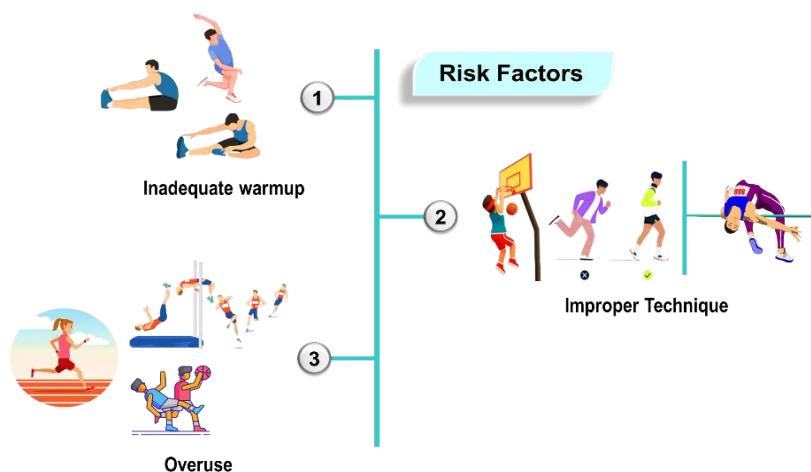 Risk Factors
1
Inadequate warmup
2
Improper Technique
3
Overuse